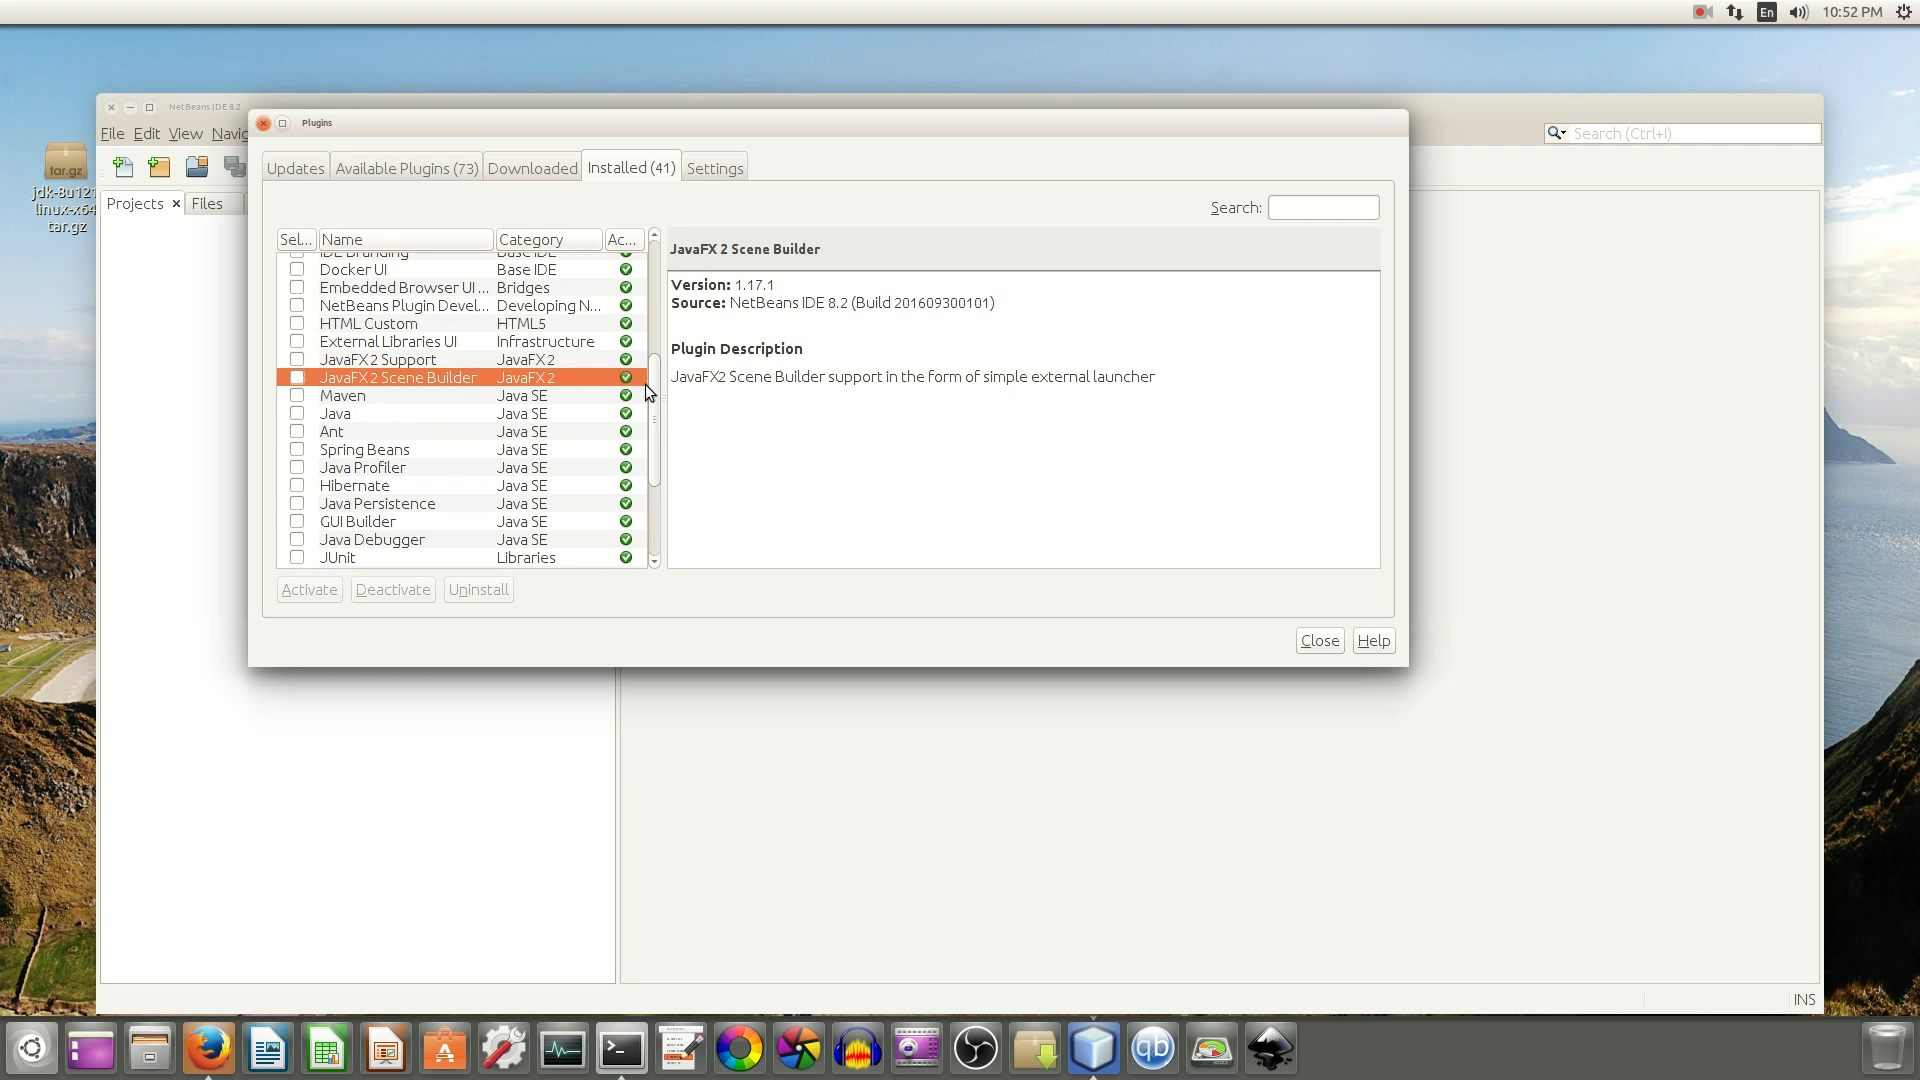 En 10:52 PM
NetBeans IDE 8.2
Plugins
File Edit View Navig
Search (Ctrl+I)
tar.gz
jdk-8u121
linux-x64
tar.gz
Projects Files
Updates Available Plugins (73) Downloaded Installed (41) Settings
Search:
Sel... Name Category Ac...
IDE Branding Base IDE
Docker UI Base IDE
Embedded Browser UI ... Bridges
NetBeans Plugin Devel... Developing N...
HTML Custom HTML5
External Libraries UI Infrastructure
JavaFX 2 Support JavaFX 2
JavaFX 2 Scene Builder JavaFX 2
Maven Java SE
Java Java SE
Ant Java SE
Spring Beans Java SE
Java Profiler Java SE
Hibernate Java SE
Java Persistence Java SE
GUI Builder Java SE
Java Debugger Java SE
JUnit Libraries
JavaFX 2 Scene Builder
Version: 1.17.1
Source: NetBeans IDE 8.2 (Build 201609300101)
Plugin Description
JavaFX2 Scene Builder support in the form of simple external launcher
Activate Deactivate Uninstall
Close Help
INS
qb